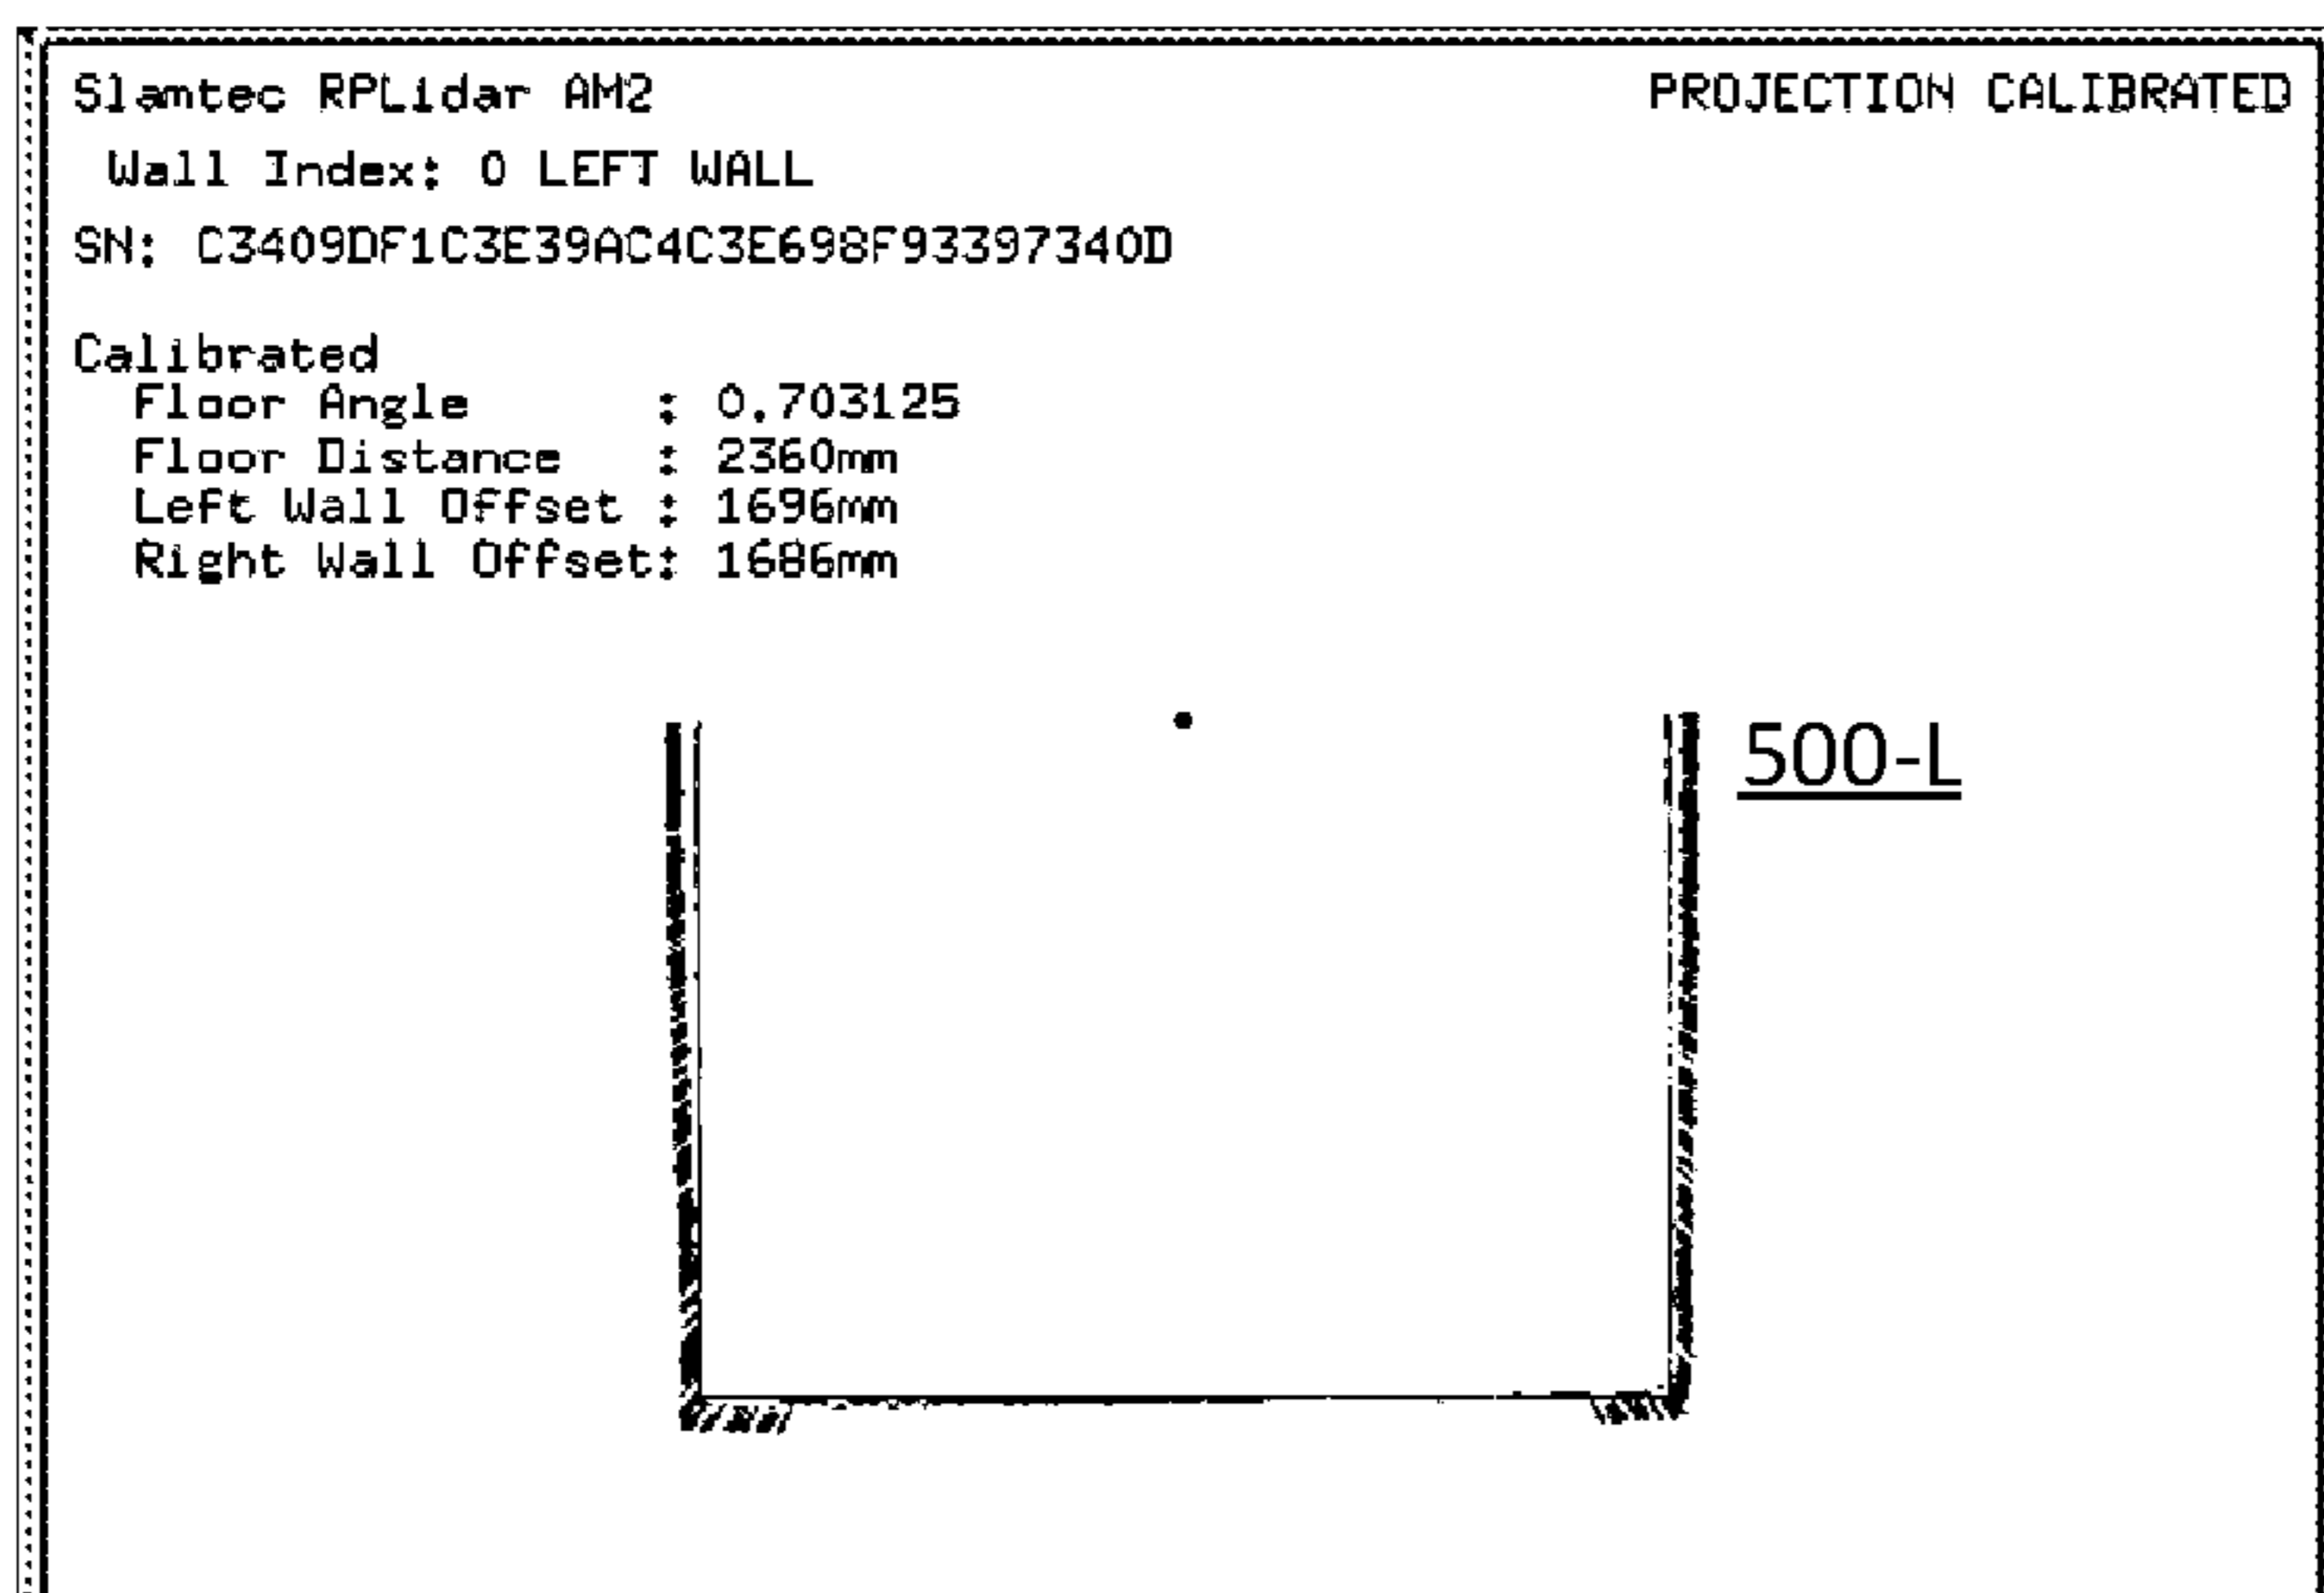 Slamtec RPLidar AM2
PROJECTION CALIBRATED
Wall Index: 0 LEFT WALL
SN: C3409DF1C3E39AC4C3E698F93397340D
Calibrated
Floor Angle : 0.703125
Floor Distance : 2360mm
Left Wall Offset : 1696mm
Right Wall Offset: 1686mm
500-L